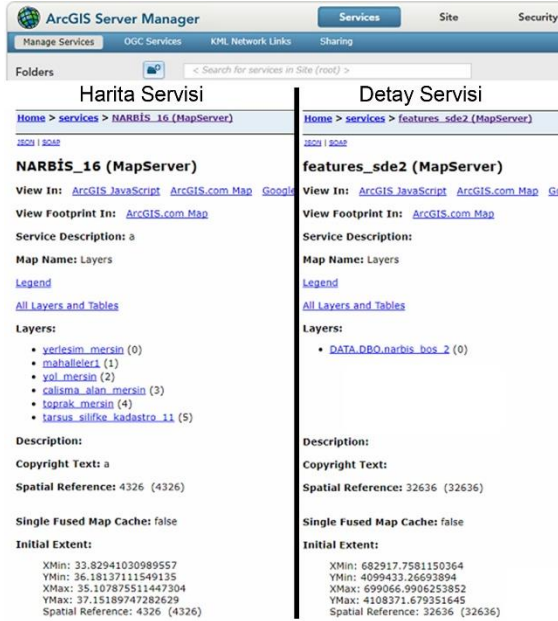 ArcGIS Server Manager
Services Site Security
Manage Services OGC Services KML Network Links Sharing
Folders < Search for services in Site (root) >
Harita Servisi
Home > services > NARBİS_16 (MapServer)
JSON | SOAP
NARBİS_16 (MapServer)
View In: ArcGIS JavaScript ArcGIS.com Map Google
View Footprint In: ArcGIS.com Map
Service Description: a
Map Name: Layers
Legend
All Layers and Tables
Layers:
• yerlesim_mersin (0)
• mahalleler1 (1)
• yol_mersin (2)
• calisma_alan_mersin (3)
• toprak_mersin (4)
• tarsus_silifke_kadastro_11 (5)
Description:
Copyright Text: a
Spatial Reference: 4326 (4326)
Single Fused Map Cache: false
Initial Extent:
XMin: 33.82941030989557
YMin: 36.18137111549135
XMax: 35.107875511447304
YMax: 37.15189747282629
Spatial Reference: 4326 (4326)
Detay Servisi
Home > services > features_sde2 (MapServer)
JSON | SOAP
features_sde2 (MapServer)
View In: ArcGIS JavaScript ArcGIS.com Map Go
View Footprint In: ArcGIS.com Map
Service Description:
Map Name: Layers
Legend
All Layers and Tables
Layers:
• DATA.DBO.narbis_bos_2 (0)
Description:
Copyright Text:
Spatial Reference: 32636 (32636)
Single Fused Map Cache: false
Initial Extent:
XMin: 682917.7581150364
YMin: 4099433.26693894
XMax: 699066.9906253852
YMax: 4108371.679351645
Spatial Reference: 32636 (32636)